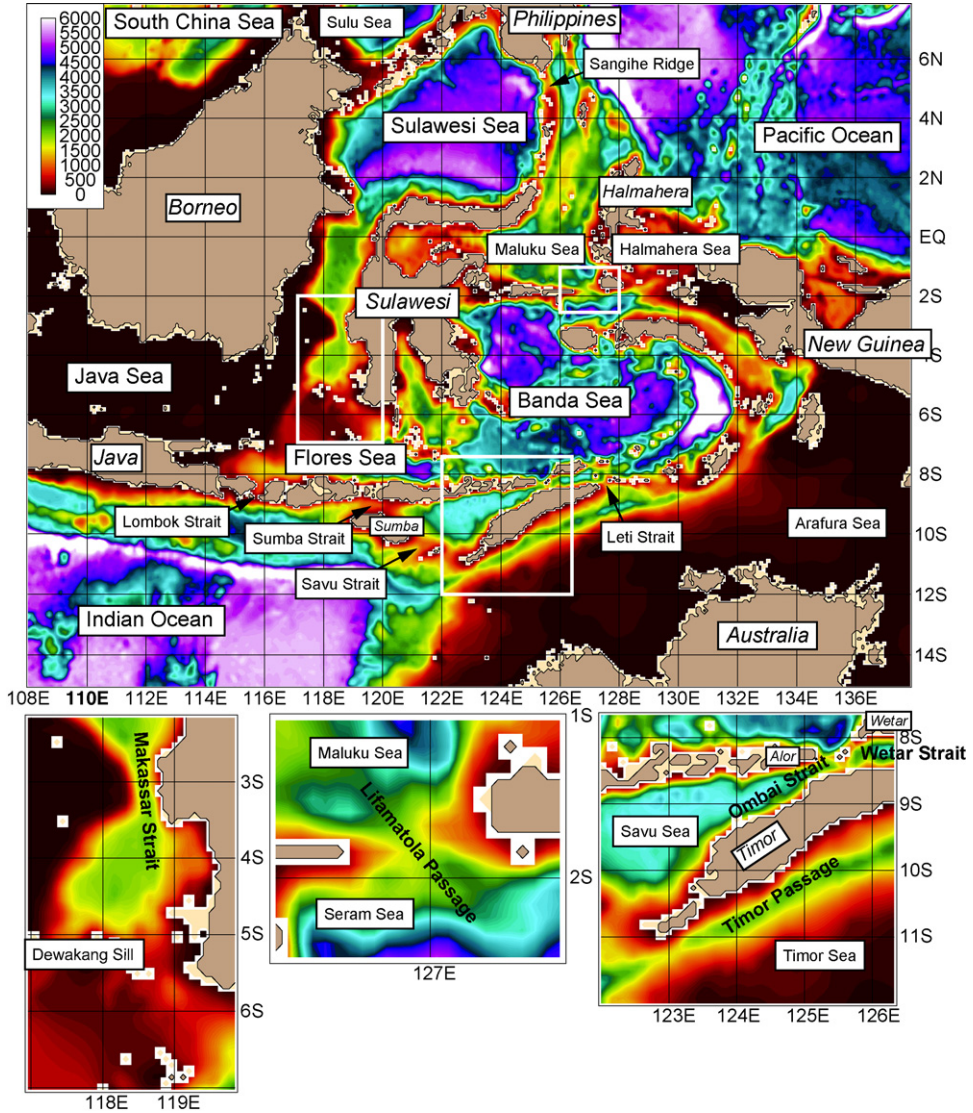 6000
5500
5000
4500
4000
3500
3000
2500
2000
1500
1000
500
0
South China Sea
Sulu Sea
Philippines
Sangihe Ridge
Sulawesi Sea
Pacific Ocean
Borneo
Halmahera
Maluku Sea
Halmahera Sea
Sulawesi
New Guinea
Java Sea
Banda Sea
Java
Flores Sea
Lombok Strait
Sumba Strait
Sumba
Leti Strait
Arafura Sea
Savu Strait
Indian Ocean
Australia
6N
4N
2N
EQ
2S
S
6S
8S
10S
12S
14S
108E 110E 112E 114E 116E 118E 120E 122E 124E 126E 128E 130E 132E 134E 136E
Makassar Strait
Dewakang Sill
3S
4S
5S
6S
118E 119E
Maluku Sea
Lifamatola Passage
Seram Sea
1S
2S
127E
Wetar
Alor
Wetar Strait
Ombai Strait
Savu Sea
Timor
Timor Passage
Timor Sea
8S
9S
10S
11S
123E 124E 125E 126E